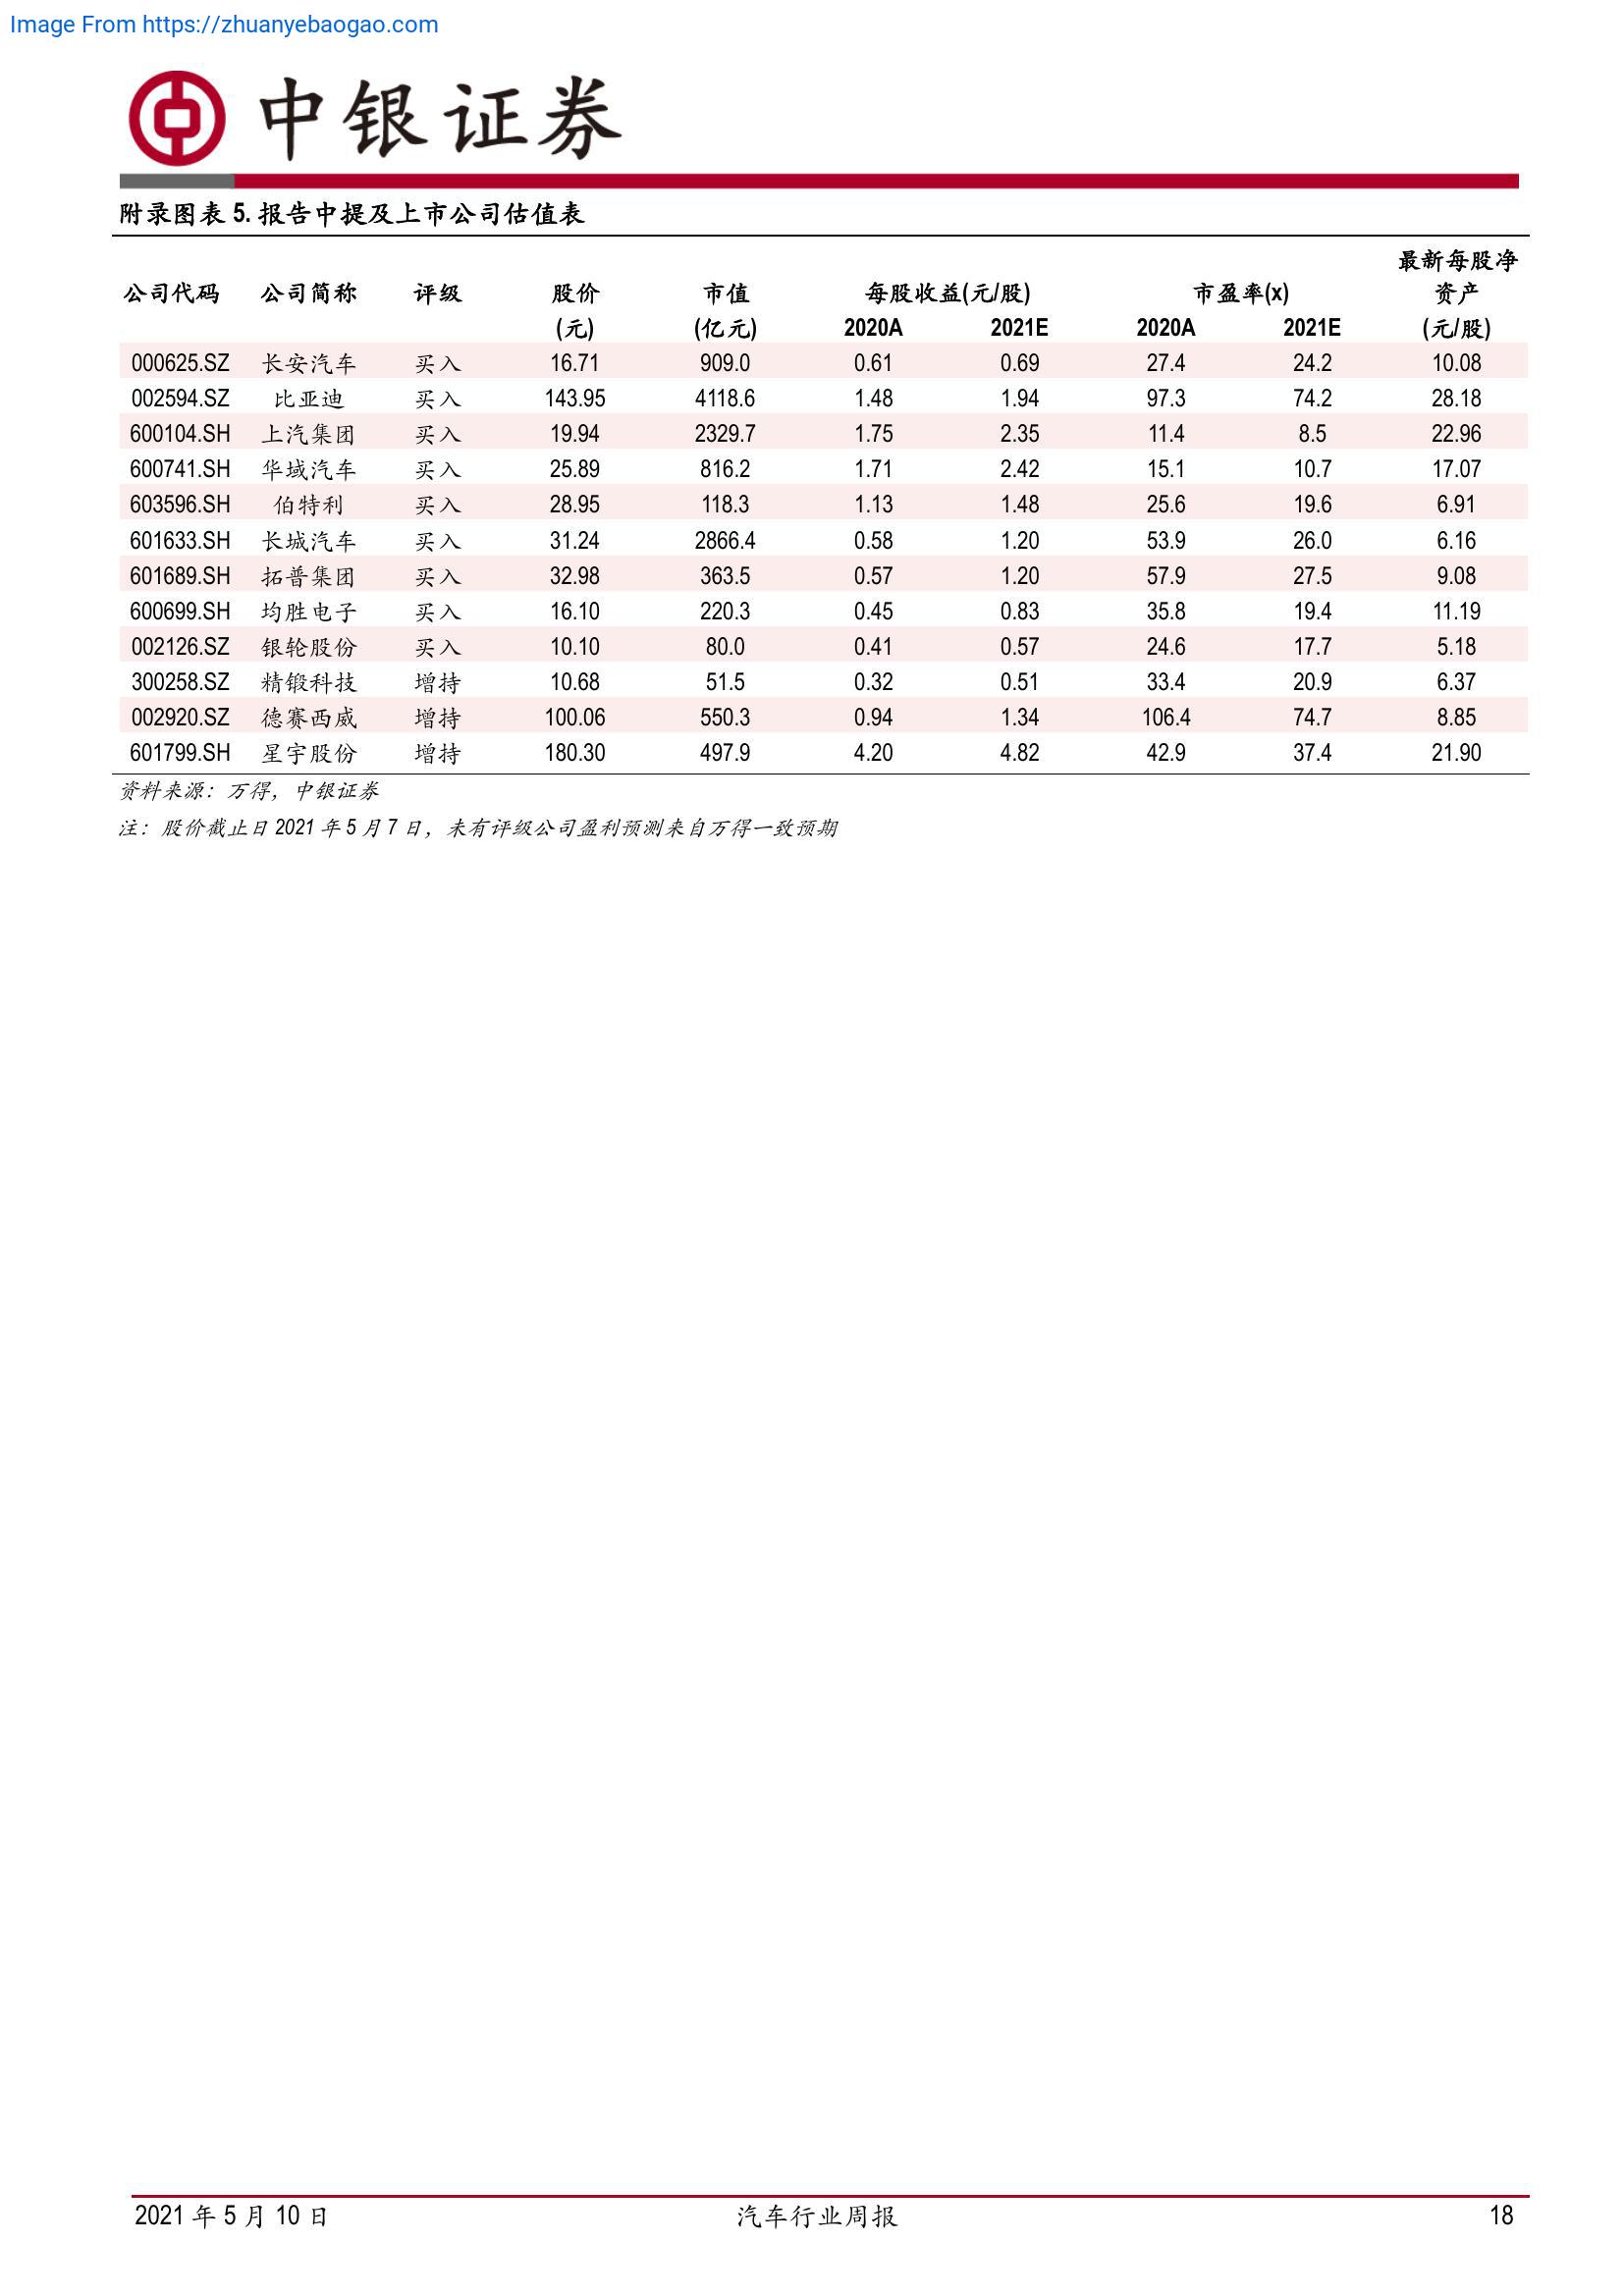 Image From https://zhuanyebaogao.com
中银证券
附录图表 5. 报告中提及上市公司估值表
最新每股净
公司代码 公司简称 评级 股价 市值 每股收益(元/股) 市盈率(x) 资产
(元) (亿元) 2020A 2021E 2020A 2021E (元/股)
000625.SZ 长安汽车 买入 16.71 909.0 0.61 0.69 27.4 24.2 10.08
002594.SZ 比亚迪 买入 143.95 4118.6 1.48 1.94 97.3 74.2 28.18
600104.SH 上汽集团 买入 19.94 2329.7 1.75 2.35 11.4 8.5 22.96
600741.SH 华域汽车 买入 25.89 816.2 1.71 2.42 15.1 10.7 17.07
603596.SH 伯特利 买入 28.95 118.3 1.13 1.48 25.6 19.6 6.91
601633.SH 长城汽车 买入 31.24 2866.4 0.58 1.20 53.9 26.0 6.16
601689.SH 拓普集团 买入 32.98 363.5 0.57 1.20 57.9 27.5 9.08
600699.SH 均胜电子 买入 16.10 220.3 0.45 0.83 35.8 19.4 11.19
002126.SZ 银轮股份 买入 10.10 80.0 0.41 0.57 24.6 17.7 5.18
300258.SZ 精锻科技 增持 10.68 51.5 0.32 0.51 33.4 20.9 6.37
002920.SZ 德赛西威 增持 100.06 550.3 0.94 1.34 106.4 74.7 8.85
601799.SH 星宇股份 增持 180.30 497.9 4.20 4.82 42.9 37.4 21.90
资料来源：万得，中银证券
注：股价截止日 2021 年 5 月 7 日，未有评级公司盈利预测来自万得一致预期
2021 年 5 月 10 日 汽车行业周报 18